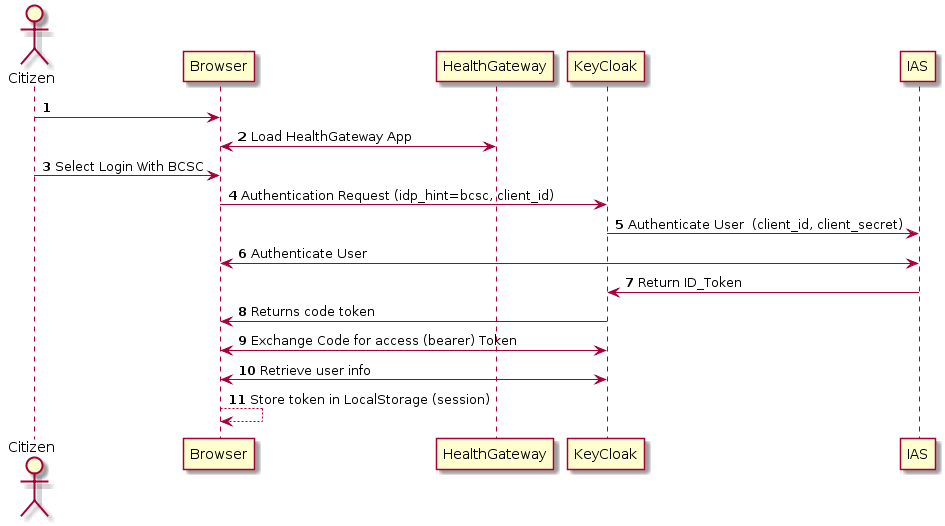 Citizen
Browser HealthGateway KeyCloak IAS
1
2 Load HealthGateway App
3 Select Login With BCSC
4 Authentication Request (idp_hint=bcsc, client_id)
5 Authenticate User  (client_id, client_secret)
6 Authenticate User
7 Return ID_Token
8 Returns code token
9 Exchange Code for access (bearer) Token
10 Retrieve user info
11 Store token in LocalStorage (session)
Citizen
Browser HealthGateway KeyCloak IAS